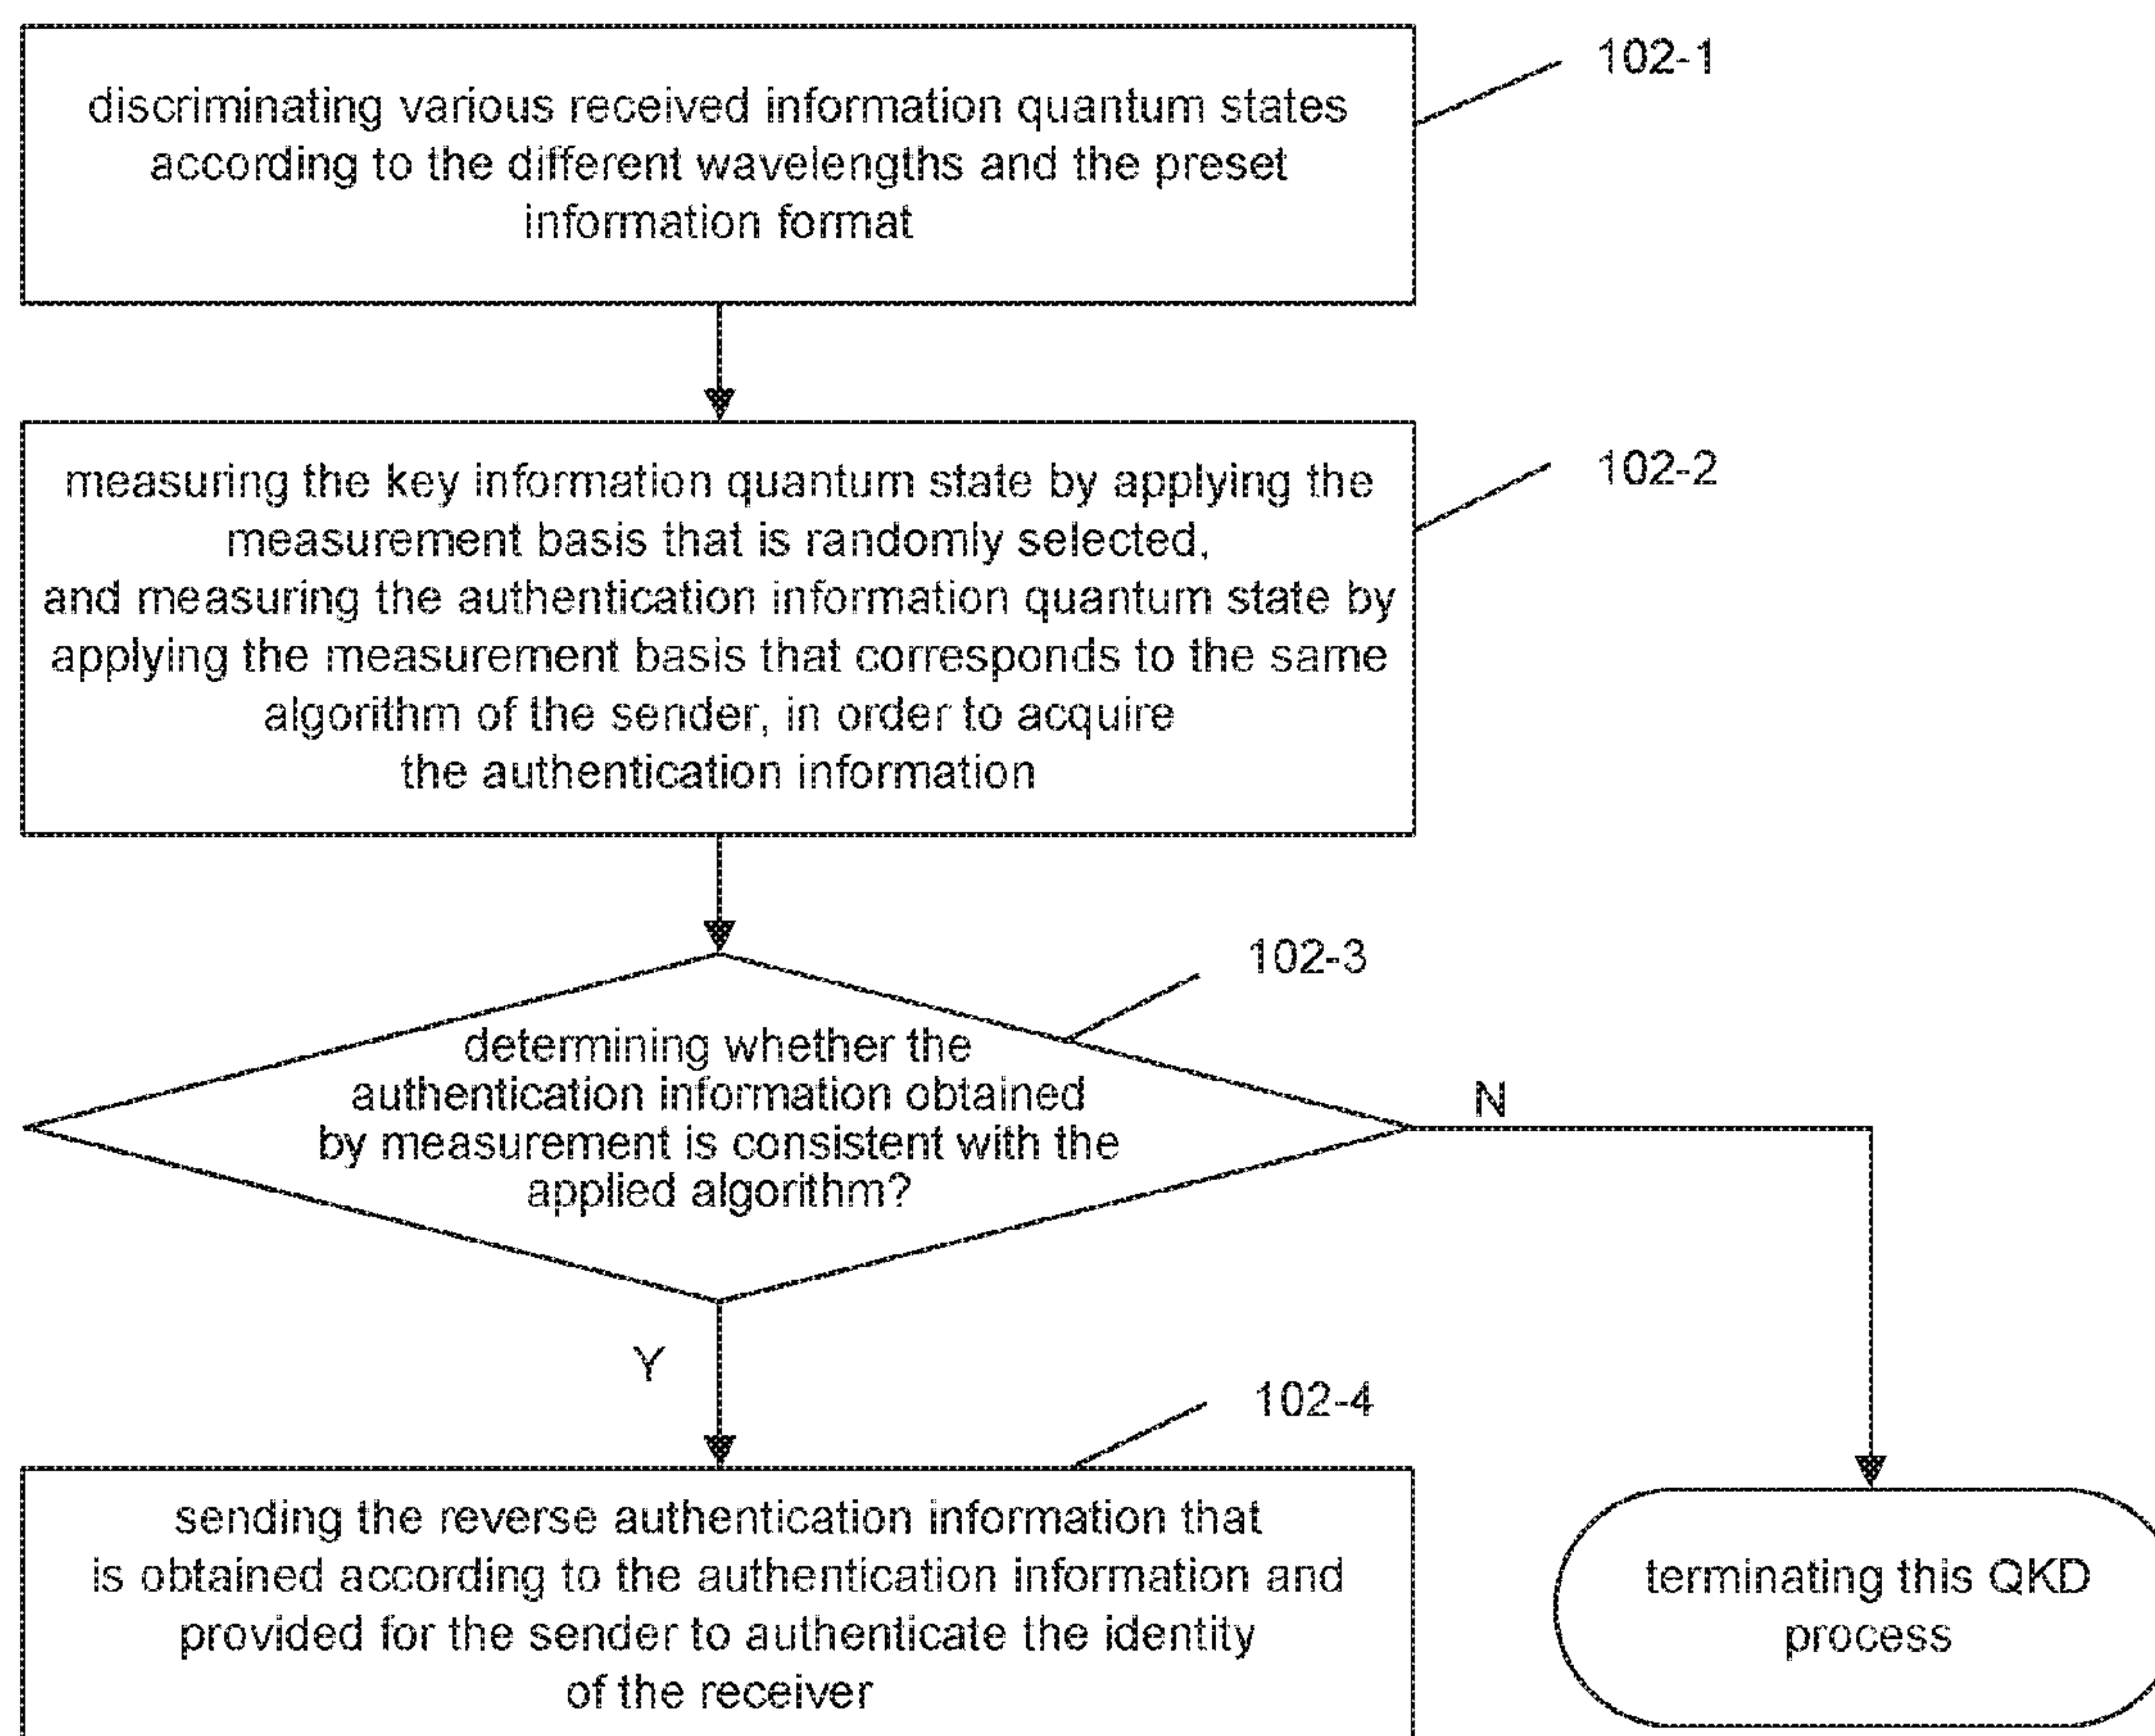 102-1
discriminating various received information quantum states
according to the different wavelengths and the preset
information format
102-2
measuring the key information quantum state by applying the
measurement basis that is randomly selected,
and measuring the authentication information quantum state by
applying the measurement basis that corresponds to the same
algorithm of the sender, in order to acquire
the authentication information
102-3
determining whether the
authentication information obtained
by measurement is consistent with the
applied algorithm?
N
Y
102-4
sending the reverse authentication information that
is obtained according to the authentication information and
provided for the sender to authenticate the identity
of the receiver
terminating this QKD
process